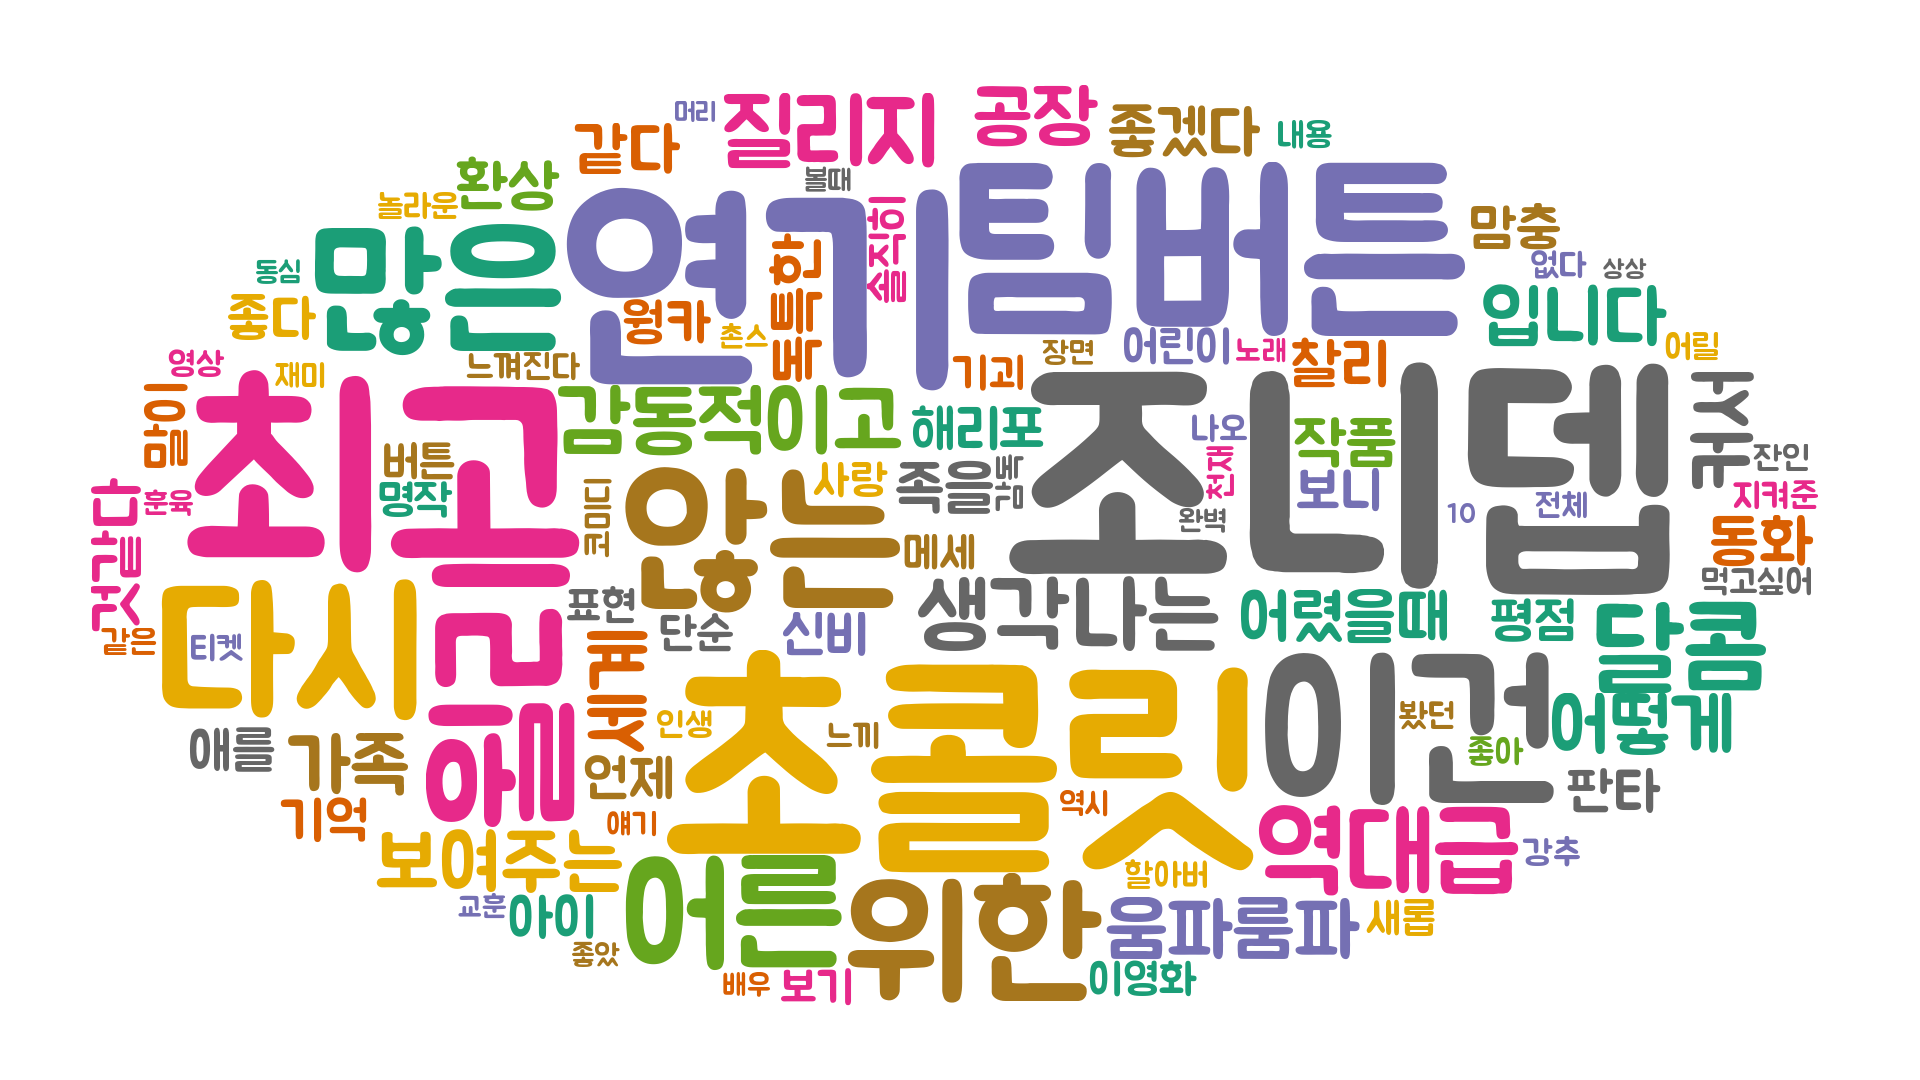 머리
질리지
공장
좋겠다
내용
같다
환상
볼때
놀라운
많은
연기
팀버튼
솔직히
독특한
맘충
없다
상상
동심
좋다
웡카
촌스
입니다
어린이
노래
찰리
장면
기괴
어릴
영상
재미
느껴진다
많이
최고
감동적이고
해리포
조니뎁
나오
작품
잔인
버튼
명작
사랑
족을
천재
보니
10
전체
지켜준
것같다
훈육
코미디
않는
메세
완벽
동화
먹고싶어
다시
근
표현
단순
신비
생각나는
어렸을때
평점
달콤
같은
티켓
초콜릿
이건
인생
느끼
봤던
좋아
어떻게
애를
가족
언제
판타
기억
얘기
역시
역대급
강추
보여주는
어른
위한
할아버
움파룸파
새롭
교훈
아이
좋았
배우
보기
이영화